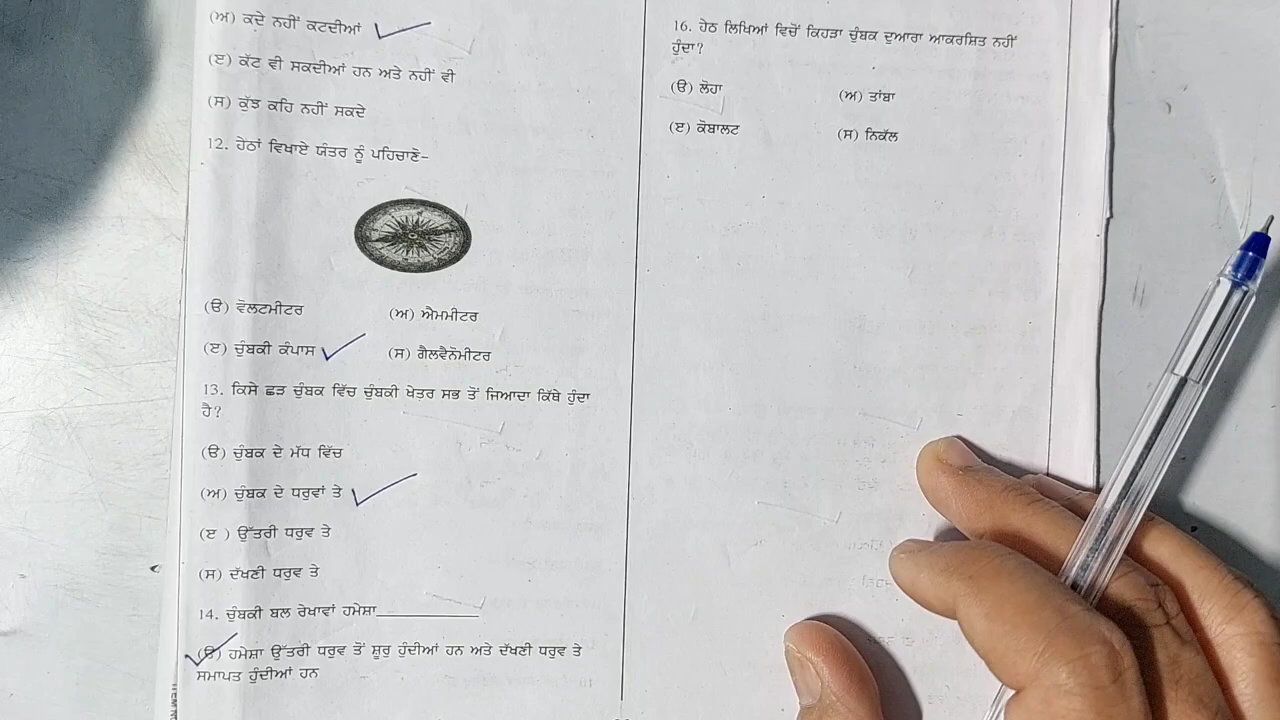 (ਅ) ਕਦੇ ਨਹੀਂ ਕਟਦੀਆਂ
(ੲ) ਕੱਟ ਵੀ ਸਕਦੀਆਂ ਹਨ ਅਤੇ ਨਹੀਂ ਵੀ
(ਸ) ਕੁੱਝ ਕਹਿ ਨਹੀਂ ਸਕਦੇ
12. ਹੇਠਾਂ ਵਿਖਾਏ ਯੰਤਰ ਨੂੰ ਪਹਿਚਾਣੋ-
(ੳ) ਵੋਲਟਮੀਟਰ (ਅ) ਐਮਮੀਟਰ
(ੲ) ਚੁੰਬਕੀ ਕੰਪਾਸ (ਸ) ਗੈਲਵੈਨੋਮੀਟਰ
13. ਕਿਸੇ ਛੜ ਚੁੰਬਕ ਵਿੱਚ ਚੁੰਬਕੀ ਖੇਤਰ ਸਭ ਤੋਂ ਜਿਆਦਾ ਕਿੱਥੇ ਹੁੰਦਾ
ਹੈ?
(ੳ) ਚੁੰਬਕ ਦੇ ਮੱਧ ਵਿੱਚ
(ਅ) ਚੁੰਬਕ ਦੇ ਧਰੁਵਾਂ ਤੇ
(ੲ ) ਉੱਤਰੀ ਧਰੁਵ ਤੇ
(ਸ) ਦੱਖਣੀ ਧਰੁਵ ਤੇ
14. ਚੁੰਬਕੀ ਬਲ ਰੇਖਾਵਾਂ ਹਮੇਸ਼ਾ____________
(ੳ) ਹਮੇਸ਼ਾ ਉੱਤਰੀ ਧਰੁਵ ਤੋਂ ਸ਼ੁਰੂ ਹੁੰਦੀਆਂ ਹਨ ਅਤੇ ਦੱਖਣੀ ਧਰੁਵ ਤੇ
ਸਮਾਪਤ ਹੁੰਦੀਆਂ ਹਨ
16. ਹੇਠ ਲਿਖਿਆਂ ਵਿਚੋਂ ਕਿਹੜਾ ਚੁੰਬਕ ਦੁਆਰਾ ਆਕਰਸ਼ਿਤ ਨਹੀਂ
ਹੁੰਦਾ?
(ੳ) ਲੋਹਾ (ਅ) ਤਾਂਬਾ
(ੲ) ਕੋਬਾਲਟ (ਸ) ਨਿਕੱਲ